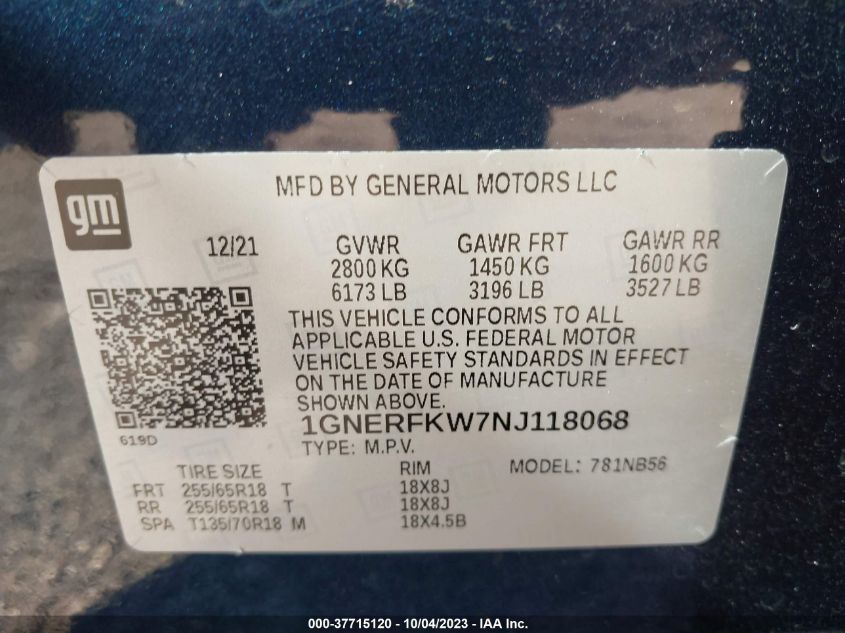 gm
MFD BY GENERAL MOTORS LLC
12/21 GVWR GAWR FRT GAWR RR
2800 KG 1450 KG 1600 KG
6173 LB 3196 LB 3527 LB
THIS VEHICLE CONFORMS TO ALL
APPLICABLE U.S. FEDERAL MOTOR
VEHICLE SAFETY STANDARDS IN EFFECT
ON THE DATE OF MANUFACTURE
SHOWN ABOVE.
1GNERFKW7NJ118068
619D
TYPE: M.P.V.
MODEL: 781NB56
TIRE SIZE RIM
FRT 255/65R18 T 18X8J
RR 255/65R18 T 18X8J
SPA T135/70R18 M 18X4.5B
000-37715120 - 10/04/2023 - IAA Inc.